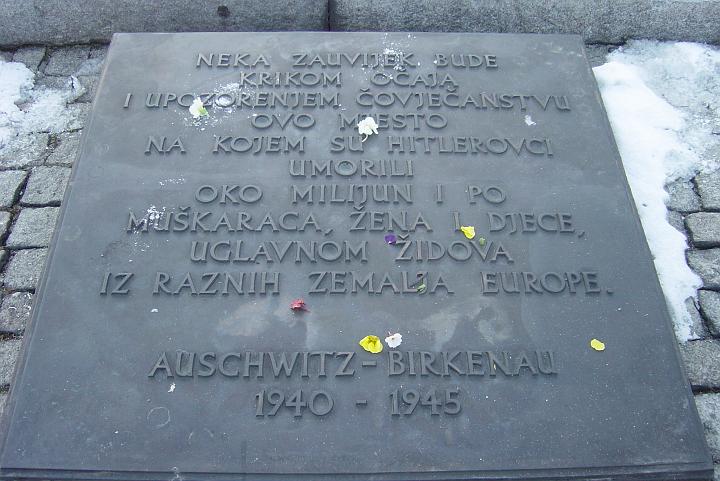 NEKA ZAUVIJEK BUDE
KRIKOM OČAJA
I UPOZORENJEM ČOVJEČANSTVU
OVO MJESTO
NA KOJEM SU HITLEROVCI
UMORILI
OKO MILIJUN I PO
MUŠKARACA, ŽENA I DJECE,
UGLAVNOM ŽIDOVA
IZ RAZNIH ZEMALJA EUROPE.
AUSCHWITZ - BIRKENAU
1940 - 1945